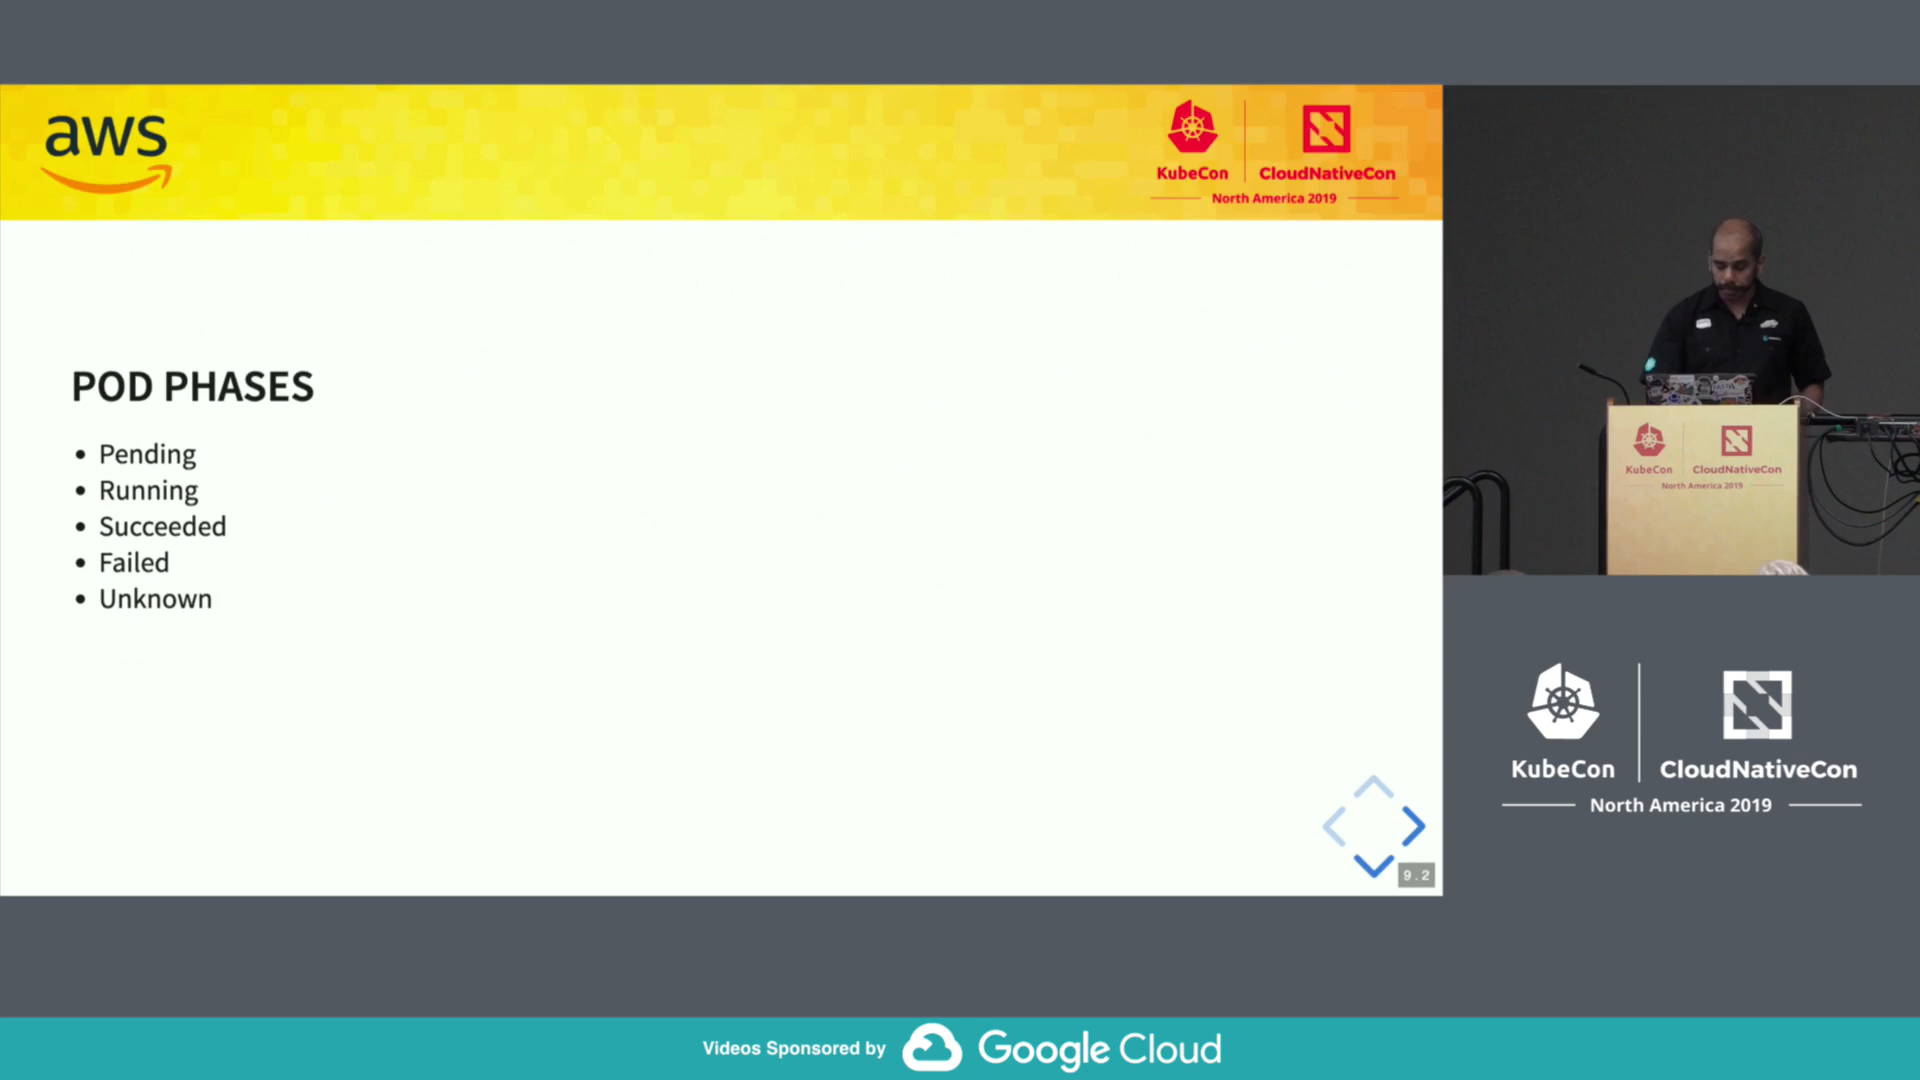 aws
KubeCon
CloudNativeCon
North America 2019
POD PHASES
Pending
Running
Succeeded
Failed
Unknown
9.2
KubeCon
CloudNativeCon
North America 2019
KubeCon
CloudNativeCon
North America 2019
Videos Sponsored by
Google Cloud